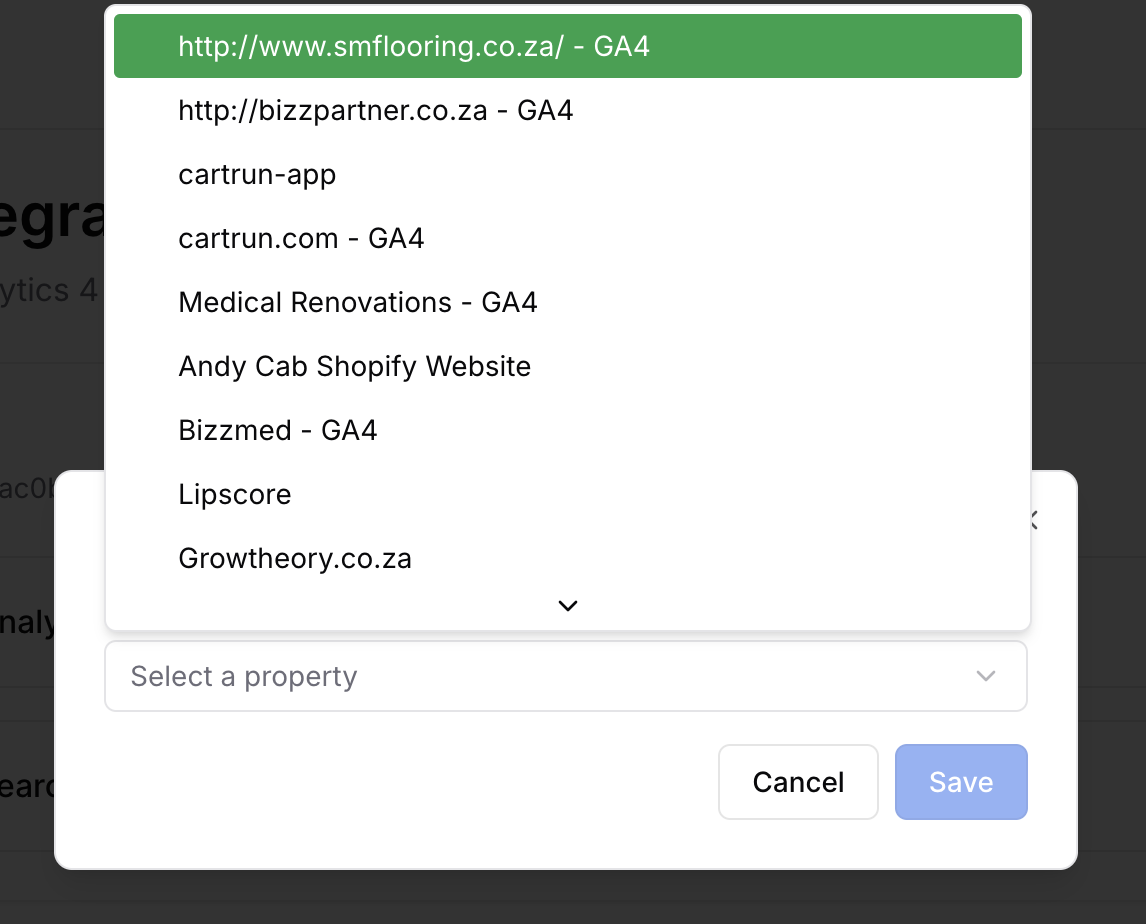 http://www.smflooring.co.za/ - GA4
http://bizzpartner.co.za - GA4
cartrun-app
egra
cartrun.com - GA4
ytics 4
Medical Renovations - GA4
Andy Cab Shopify Website
Bizzmed - GA4
ac0b
Lipscore
Growtheory.co.za
naly
Select a property
earc
Cancel
Save